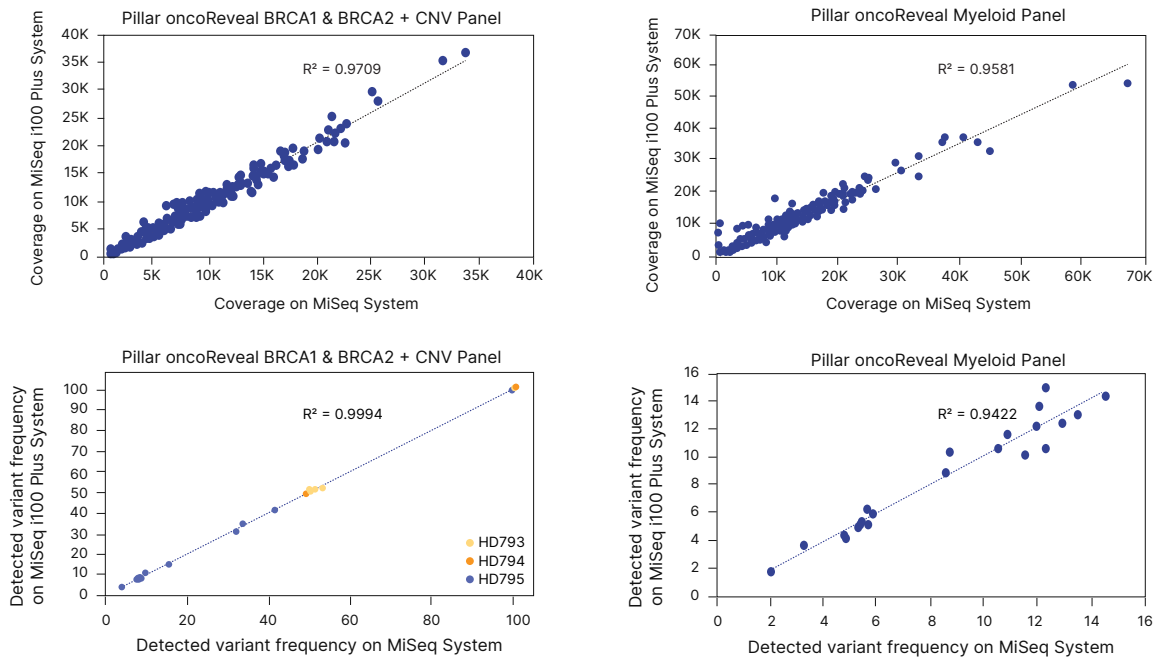 Pillar oncoReveal BRCA1 & BRCA2 + CNV Panel
Coverage on MiSeq i100 Plus System
40K
35K
30K
25K
20K
15K
10K
5K
0
R² = 0.9709
0
5K
10K
15K
20K
25K
30K
35K
40K
Coverage on MiSeq System
Pillar oncoReveal Myeloid Panel
Coverage on MiSeq i100 Plus System
70K
60K
50K
40K
30K
20K
10K
0
R² = 0.9581
0
10K
20K
30K
40K
50K
60K
70K
Coverage on MiSeq System
Pillar oncoReveal BRCA1 & BRCA2 + CNV Panel
Detected variant frequency
on MiSeq i100 Plus System
100
90
80
70
60
50
40
30
20
10
0
R² = 0.9994
HD793
HD794
HD795
0
20
40
60
80
100
Detected variant frequency on MiSeq System
Pillar oncoReveal Myeloid Panel
Detected variant frequency
on MiSeq i100 Plus System
16
14
12
10
8
6
4
2
0
R² = 0.9422
0
2
4
6
8
10
12
14
16
Detected variant frequency on MiSeq System